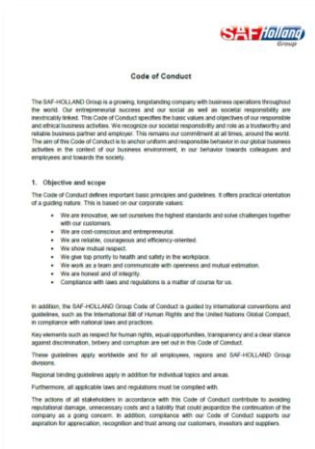 SAF Holland
Group
Code of Conduct
The SAF-HOLLAND Group is a growing, longstanding company with business operations throughout
the world. Our entrepreneurial success and our social as well as societal responsibility are
inextricably linked. This Code of Conduct specifies the basic values and objectives of our responsible
and ethical business activities. We recognize our societal responsibility and role as a trustworthy and
reliable business partner and employer. This remains our commitment at all times, around the world.
The aim of this Code of Conduct is to anchor uniform and responsible behavior in our global business
activities in the context of our business environment, in our behavior towards colleagues and
employees and towards the society.
1. Objective and scope
The Code of Conduct defines important basic principles and guidelines. It offers practical orientation
of a guiding nature. This is based on our corporate values:
• We are innovative, we set ourselves the highest standards and solve challenges together
with our customers.
• We are cost-conscious and entrepreneurial.
• We are reliable, courageous and efficiency-oriented.
• We show mutual respect.
• We give top priority to health and safety in the workplace.
• We work as a team and communicate with openness and mutual estimation.
• We are honest and of integrity.
• Compliance with laws and regulations is a matter of course for us.
In addition, the SAF-HOLLAND Group Code of Conduct is guided by international conventions and
guidelines, such as the International Bill of Human Rights and the United Nations Global Compact,
in compliance with national laws and practices.
Key elements such as respect for human rights, equal opportunities, transparency and a clear stance
against discrimination, bribery and corruption are set out in this Code of Conduct.
These guidelines apply worldwide and for all employees, regions and SAF-HOLLAND Group
divisions.
Regional binding guidelines apply in addition for individual topics and areas.
Furthermore, all applicable laws and regulations must be complied with.
The actions of all stakeholders in accordance with this Code of Conduct contribute to avoiding
reputational damage, unnecessary costs and a liability that could jeopardize the continuation of the
company as a going concern. In addition, compliance with our Code of Conduct supports our
aspiration for appreciation, recognition and trust among our customers, investors and suppliers.